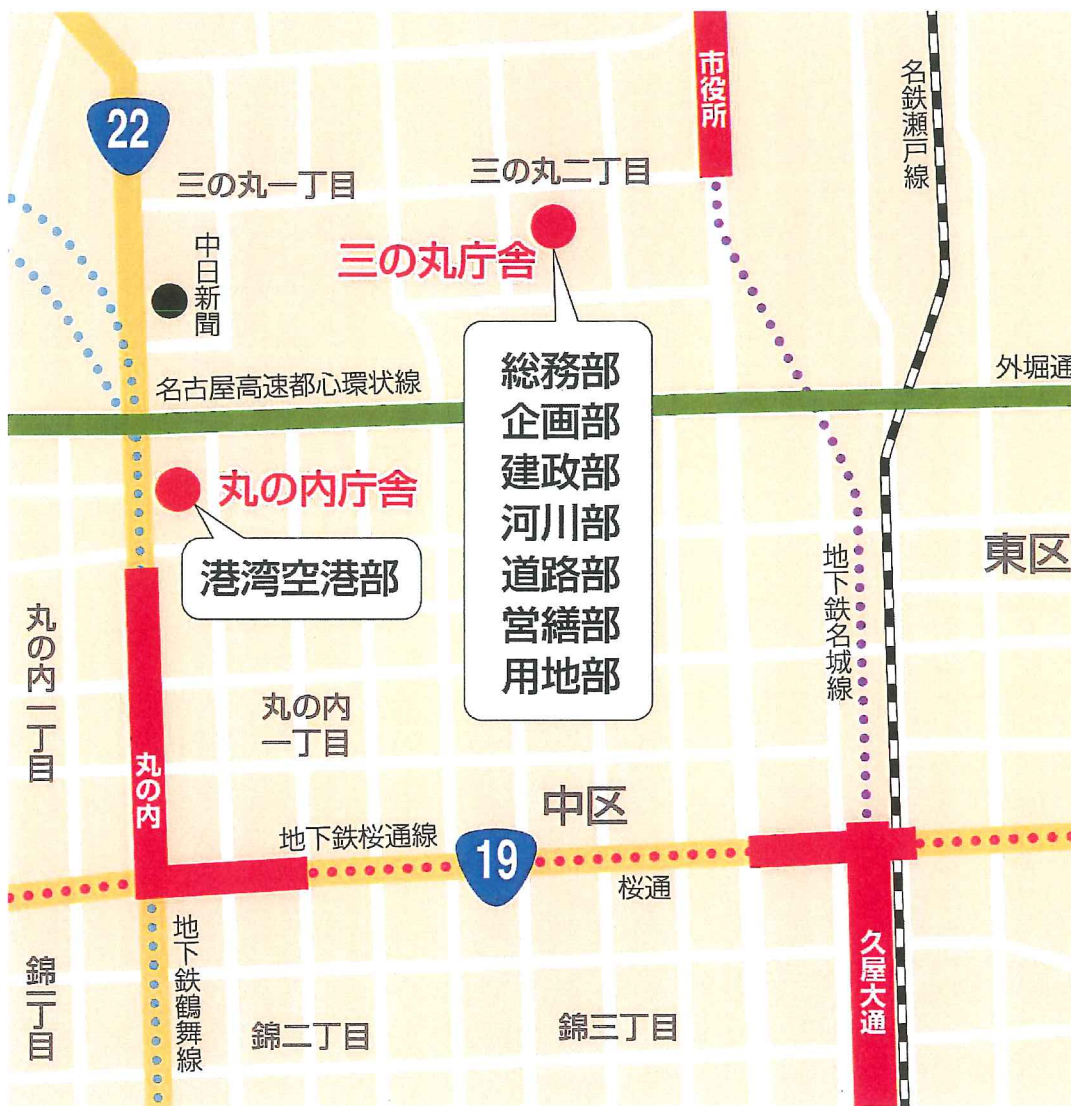 市役所
名鉄瀬戸線
22
三の丸一丁目
三の丸二丁目
中日新聞
三の丸庁舎
総務部
企画部
建政部
河川部
道路部
営繕部
用地部
名古屋高速都心環状線
外堀通
丸の内庁舎
港湾空港部
東区
地下鉄名城線
丸の内一丁目
丸の内
一丁目
丸の内
中区
地下鉄桜通線
19
桜通
久屋大通
地下鉄鶴舞線
錦一丁目
錦二丁目
錦三丁目